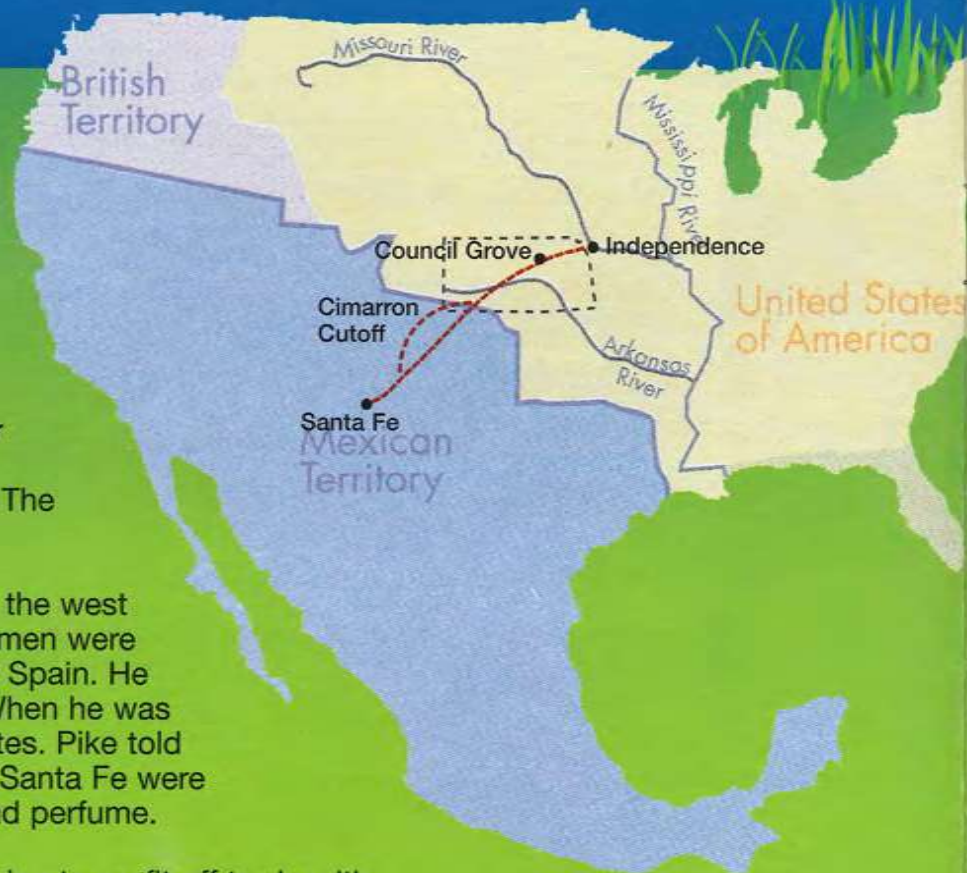 Missouri River
British
Territory
Mississippi River
Council Grove
Independence
Cimarron
Cutoff
United States
of America
Arkansas
River
Santa Fe
Mexican
Territory
The
the west
men were
Spain. He
When he was
tes. Pike told
Santa Fe were
d perfume.